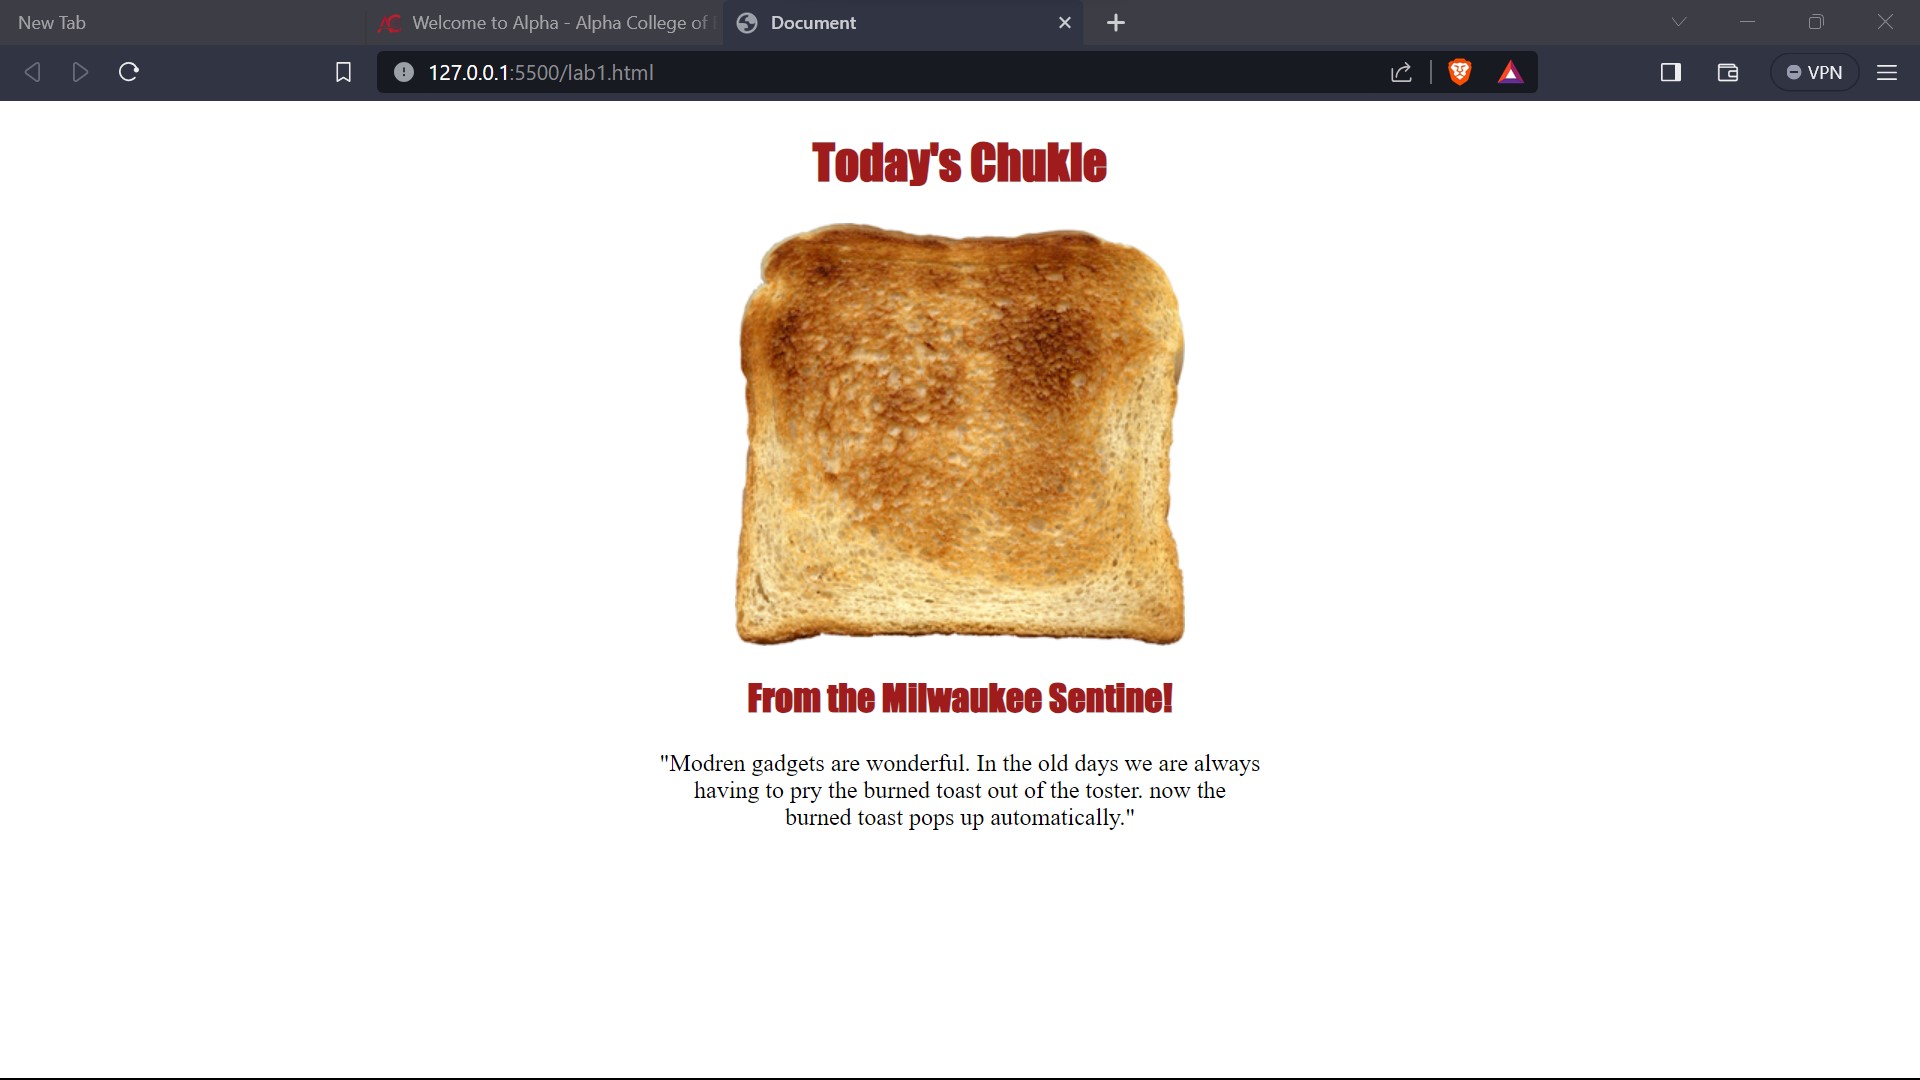 New Tab
Welcome to Alpha - Alpha College of
Document
127.0.0.1:5500/lab1.html
VPN
Today's Chukle
From the Milwaukee Sentine!
"Modren gadgets are wonderful. In the old days we are always
having to pry the burned toast out of the toster. now the
burned toast pops up automatically."